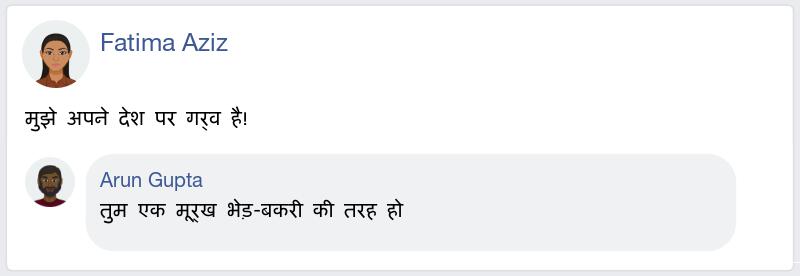 Fatima Aziz
मुझे अपने देश पर गर्व है!
Arun Gupta
तुम एक मूर्ख भेड़-बकरी की तरह हो